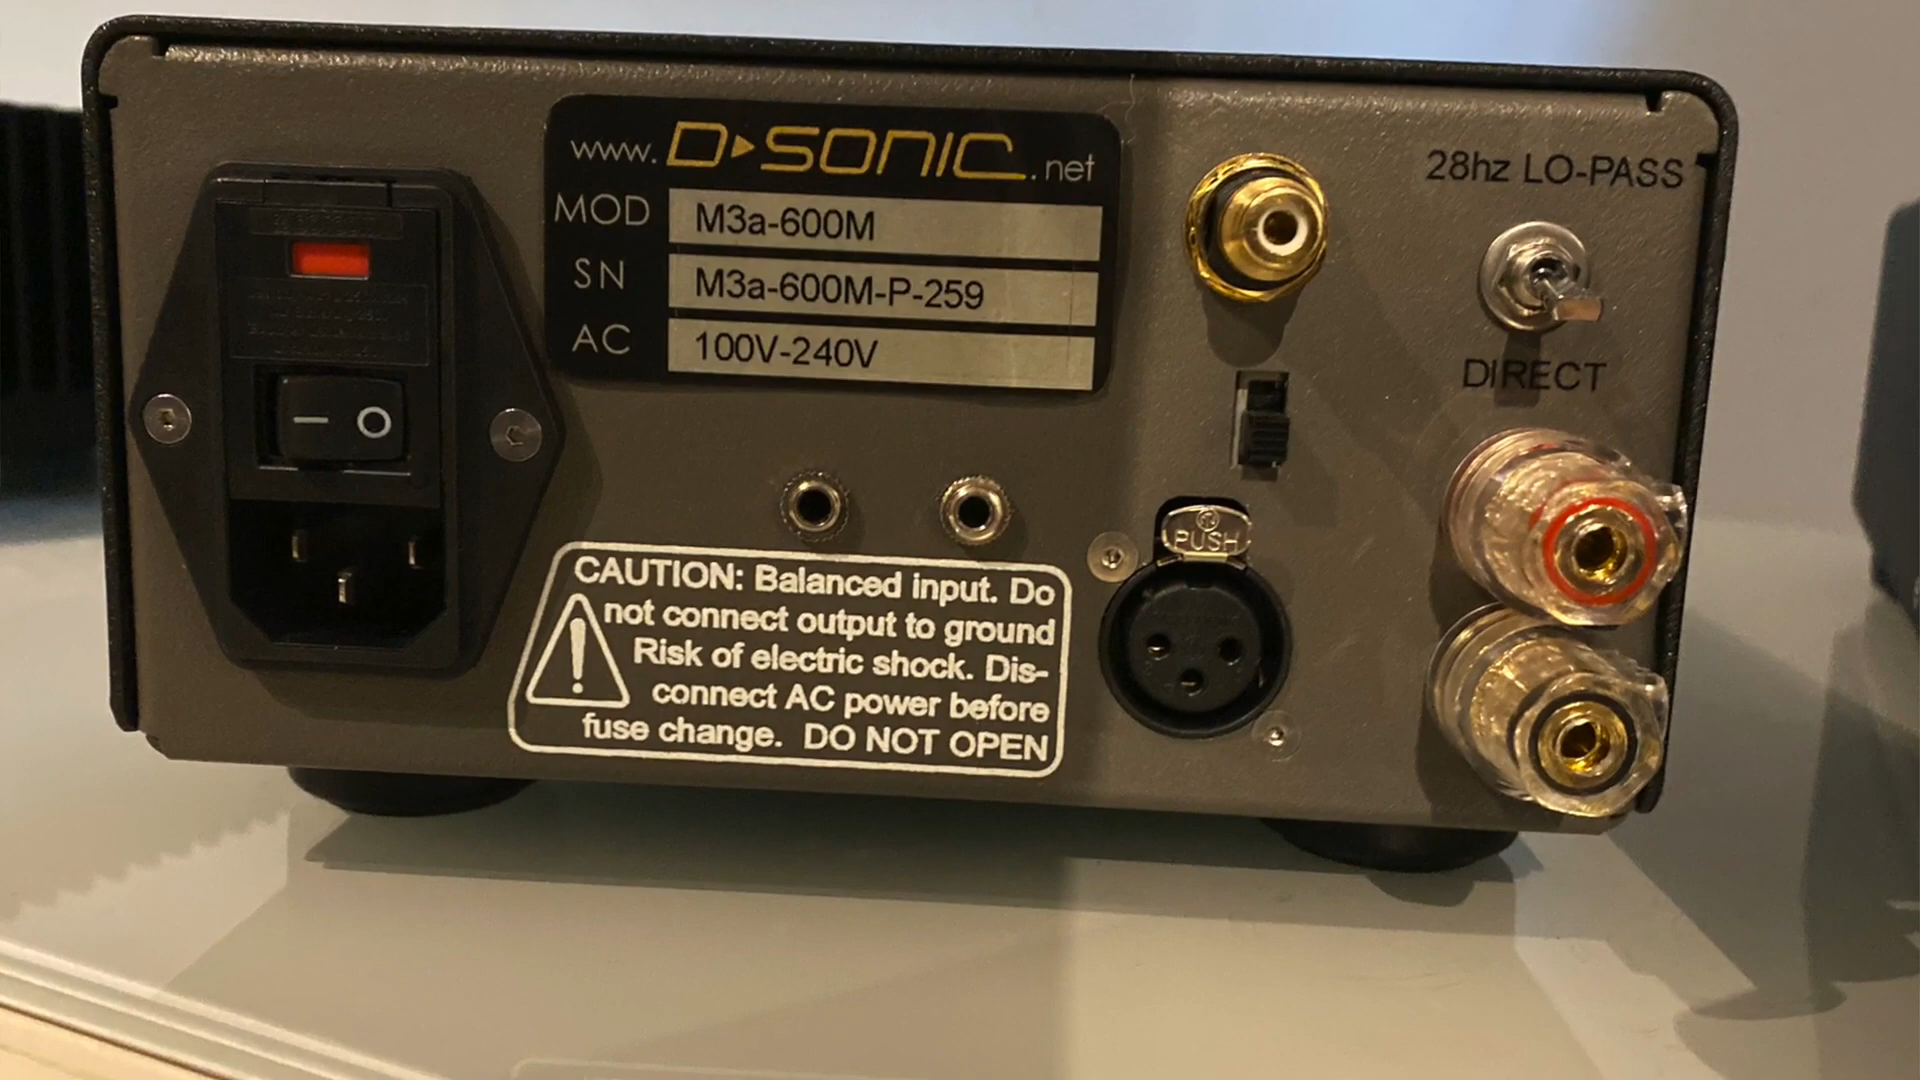 www.D▸SONIC.net
MOD M3a-600M
SN M3a-600M-P-259
AC 100V-240V
28hz LO-PASS
DIRECT
— O
PUSH
CAUTION: Balanced input. Do
not connect output to ground
Risk of electric shock. Dis-
connect AC power before
fuse change. DO NOT OPEN